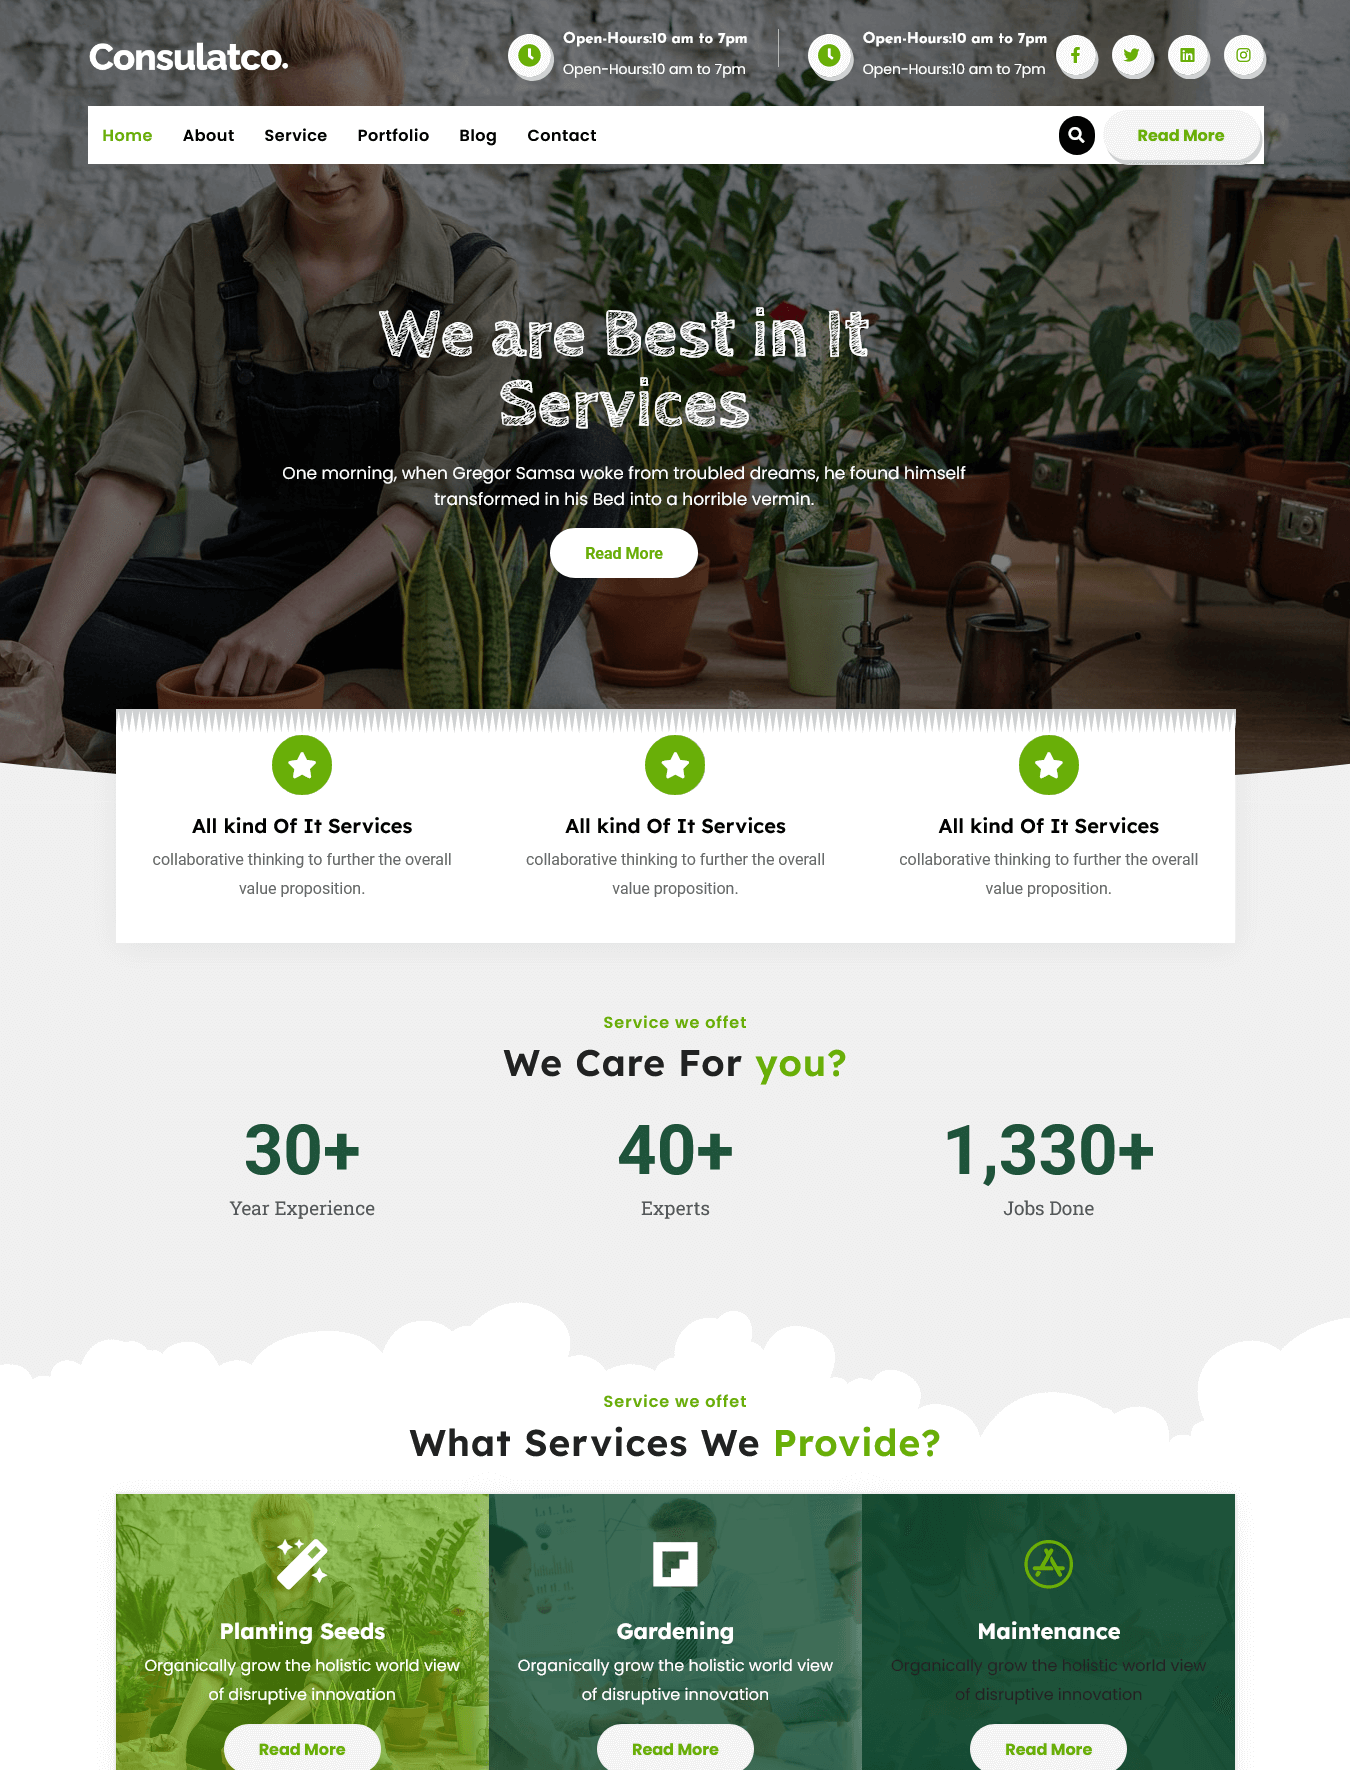 Consulatco.
Open-Hours:10 am to 7pm
Open-Hours:10 am to 7pm
Open-Hours:10 am to 7pm
Open-Hours:10 am to 7pm
Home About Service Portfolio Blog Contact
Read More
We are Best in It
Services
One morning, when Gregor Samsa woke from troubled dreams, he found himself
transformed in his Bed into a horrible vermin.
Read More
All kind Of It Services
collaborative thinking to further the overall
value proposition.
All kind Of It Services
collaborative thinking to further the overall
value proposition.
All kind Of It Services
collaborative thinking to further the overall
value proposition.
Service we offet
We Care For you?
30+
Year Experience
40+
Experts
1,330+
Jobs Done
Service we offet
What Services We Provide?
Planting Seeds
Organically grow the holistic world view
of disruptive innovation
Read More
Gardening
Organically grow the holistic world view
of disruptive innovation
Read More
Maintenance
Organically grow the holistic world view
of disruptive innovation
Read More